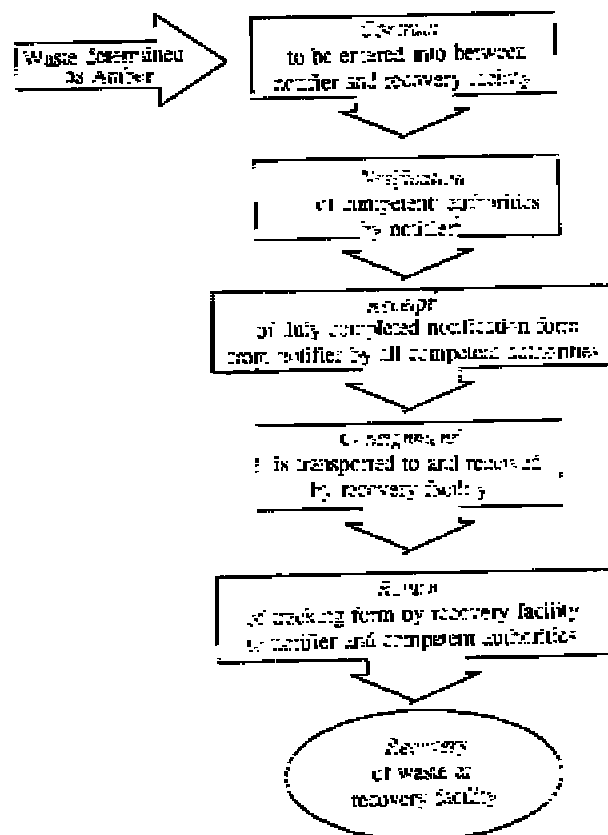 Waste determined
as Amber
Contract
to be entered into between
notifier and recovery facility
Notification
of competent authorities
by notifier
Receipt
of duly completed notification form
from notifier by all competent authorities
Consignment
is transported to and received
by recovery facility
Return
of tracking form by recovery facility
to notifier and competent authorities
Recovery
of waste at
recovery facility